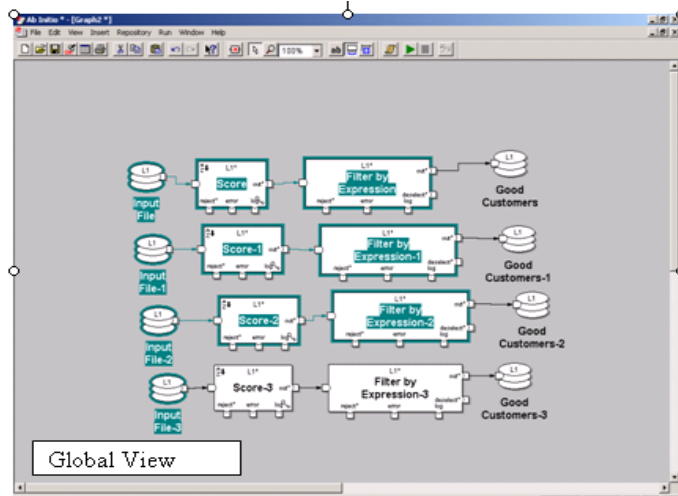 Ab Initio * - [Graph2 *]
File Edit View Insert Repository Run Window Help
100%
ab
L1 L1* L1* L1
Score out* Filter by Expression out* deselect*
reject* error log reject* error log
Input File Good Customers
L1 L1* L1* L1
Score-1 out* Filter by Expression-1 out* deselect*
reject* error log reject* error log
Input File-1 Good Customers-1
L1 L1* L1* L1
Score-2 out* Filter by Expression-2 out* deselect*
reject* error log reject* error log
Input File-2 Good Customers-2
L1 L1* L1* L1
Score-3 out* Filter by Expression-3 out* deselect*
reject* error log reject* error log
Input File-3 Good Customers-3
Global View